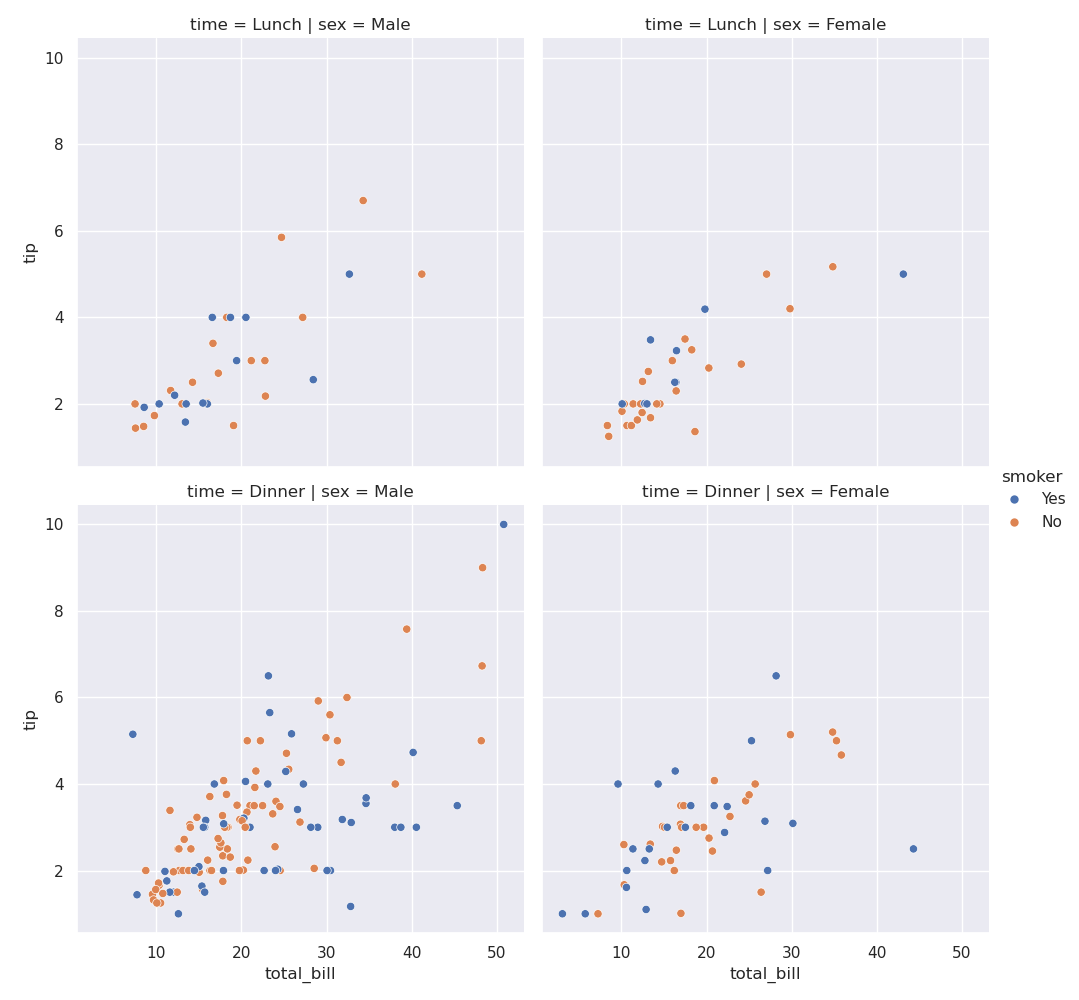 time = Lunch | sex = Male
time = Lunch | sex = Female
10
8
6
4
2
tip
time = Dinner | sex = Male
time = Dinner | sex = Female
10
8
6
4
2
tip
10 20 30 40 50
10 20 30 40 50
total_bill
total_bill
smoker
Yes
No